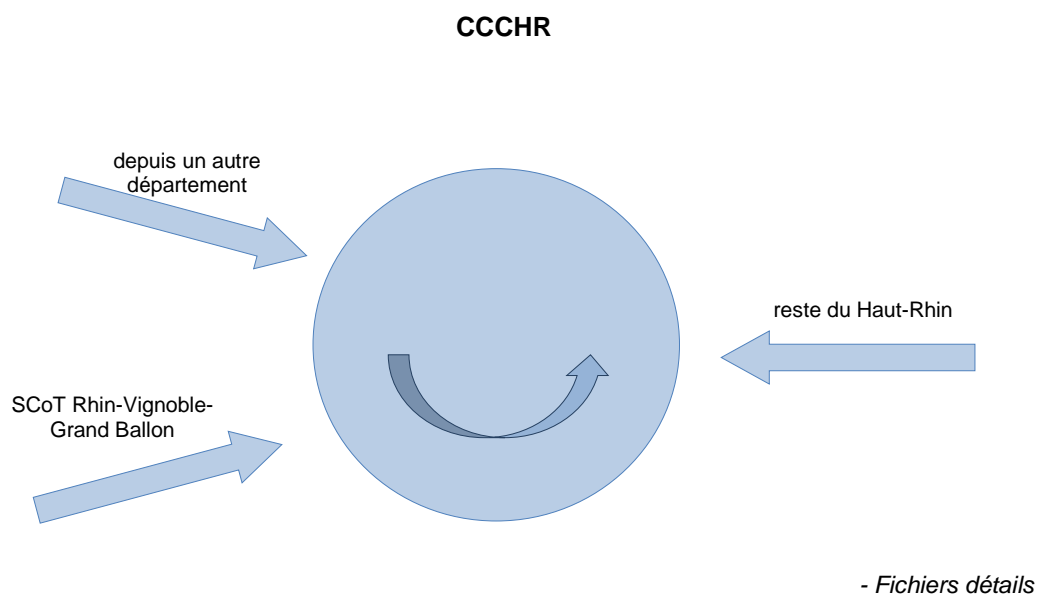 CCCHR
depuis un autre
département
reste du Haut-Rhin
SCoT Rhin-Vignoble-
Grand Ballon
- Fichiers détails